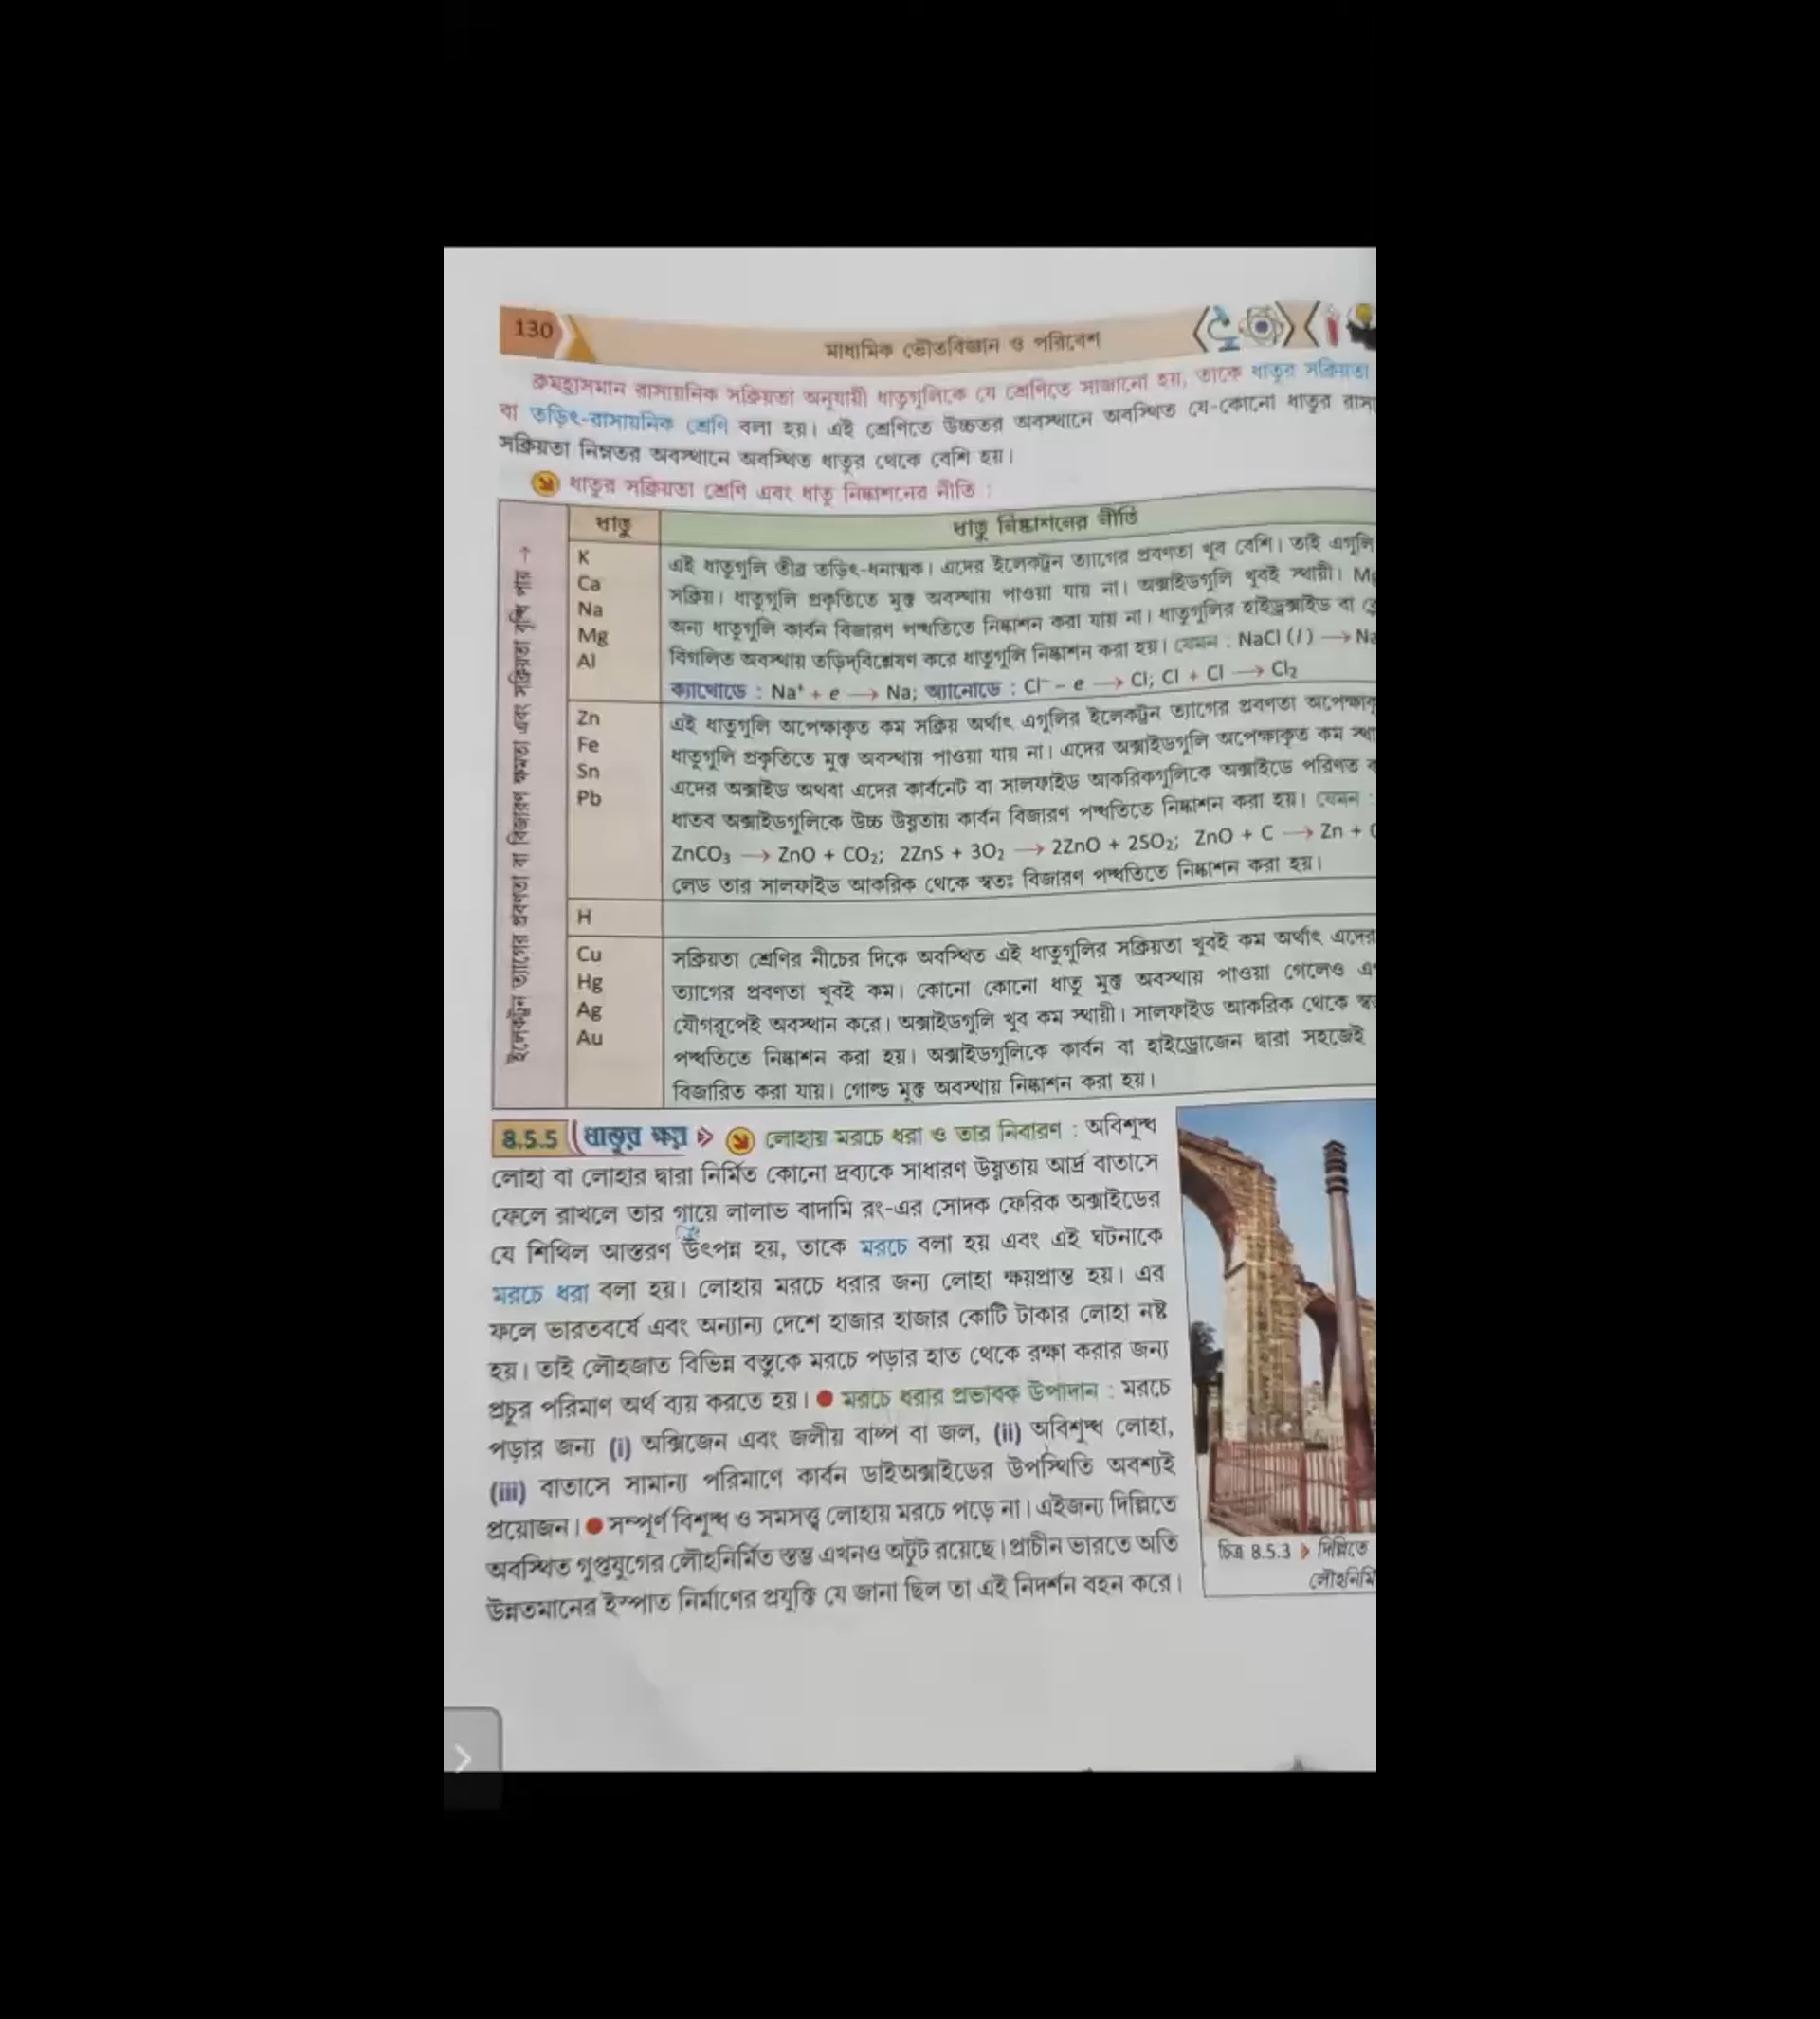 130
মাধ্যমিক ভৌতবিজ্ঞান ও পরিবেশ
ক্রমহ্রাসমান রাসায়নিক সক্রিয়তা অনুযায়ী ধাতুগুলিকে যে শ্রেণিতে সাজানো হয়, তাকে ধাতুর সক্রিয়তা
বা তড়িৎ-রাসায়নিক শ্রেণি বলা হয়। এই শ্রেণিতে উচ্চতর অবস্থানে অবস্থিত যে-কোনো ধাতুর
সক্রিয়তা নিম্নতর অবস্থানে অবস্থিত ধাতুর থেকে বেশি হয়।
ধাতুর সক্রিয়তা শ্রেণি এবং ধাতু নিষ্কাশনের নীতি :
ইলেকট্রন ত্যাগের প্রবণতা বা বিজারণ ক্ষমতা এবং সক্রিয়তা বৃদ্ধি পায় →
ধাতু
ধাতু নিষ্কাশনের নীতি
K
Ca
Na
Mg
Al
এই ধাতুগুলি তীব্র তড়িৎ-ধনাত্মক। এদের ইলেকট্রন ত্যাগের প্রবণতা খুব বেশি। তাই এগুলি
সক্রিয়। ধাতুগুলি প্রকৃতিতে মুক্ত অবস্থায় পাওয়া যায় না। অক্সাইডগুলি খুবই স্থায়ী।
অন্য ধাতুগুলি কার্বন বিজারণ পদ্ধতিতে নিষ্কাশন করা যায় না। ধাতুগুলির হাইড্রক্সাইড বা
বিগলিত অবস্থায় তড়িদ্‌বিশ্লেষণ করে ধাতুগুলি নিষ্কাশন করা হয়। যেমন : NaCl (l) →
ক্যাথোডে : Na⁺ + e → Na; অ্যানোডে : Cl⁻ – e → Cl; Cl + Cl → Cl₂
Zn
Fe
Sn
Pb
এই ধাতুগুলি অপেক্ষাকৃত কম সক্রিয় অর্থাৎ এগুলির ইলেকট্রন ত্যাগের প্রবণতা
ধাতুগুলি প্রকৃতিতে মুক্ত অবস্থায় পাওয়া যায় না। এদের অক্সাইডগুলি অপেক্ষাকৃত কম
এদের অক্সাইড অথবা এদের কার্বনেট বা সালফাইড আকরিকগুলিকে অক্সাইডে পরিণত
ধাতব অক্সাইডগুলিকে উচ্চ উষ্ণতায় কার্বন বিজারণ পদ্ধতিতে নিষ্কাশন করা হয়। যেমন :
ZnCO₃ → ZnO + CO₂; 2ZnS + 3O₂ → 2ZnO + 2SO₂; ZnO + C → Zn +
লেড তার সালফাইড আকরিক থেকে স্বতঃ বিজারণ পদ্ধতিতে নিষ্কাশন করা হয়।
H
Cu
Hg
Ag
Au
সক্রিয়তা শ্রেণির নীচের দিকে অবস্থিত এই ধাতুগুলির সক্রিয়তা খুবই কম অর্থাৎ এদের
ত্যাগের প্রবণতা খুবই কম। কোনো কোনো ধাতু মুক্ত অবস্থায় পাওয়া গেলেও
যৌগরূপেই অবস্থান করে। অক্সাইডগুলি খুব কম স্থায়ী। সালফাইড আকরিক থেকে
পদ্ধতিতে নিষ্কাশন করা হয়। অক্সাইডগুলিকে কার্বন বা হাইড্রোজেন দ্বারা সহজেই
বিজারিত করা যায়। গোল্ড মুক্ত অবস্থায় নিষ্কাশন করা হয়।
8.5.5 ধাতুর ক্ষয় লোহায় মরচে ধরা ও তার নিবারণ : অবিশুদ্ধ
লোহা বা লোহার দ্বারা নির্মিত কোনো দ্রব্যকে সাধারণ উষ্ণতায় আর্দ্র বাতাসে
ফেলে রাখলে তার গায়ে লালাভ বাদামি রং-এর সোদক ফেরিক অক্সাইডের
যে শিথিল আস্তরণ উৎপন্ন হয়, তাকে মরচে বলা হয় এবং এই ঘটনাকে
মরচে ধরা বলা হয়। লোহায় মরচে ধরার জন্য লোহা ক্ষয়প্রাপ্ত হয়। এর
ফলে ভারতবর্ষে এবং অন্যান্য দেশে হাজার হাজার কোটি টাকার লোহা নষ্ট
হয়। তাই লৌহজাত বিভিন্ন বস্তুকে মরচে পড়ার হাত থেকে রক্ষা করার জন্য
প্রচুর পরিমাণ অর্থ ব্যয় করতে হয়। ● মরচে ধরার প্রভাবক উপাদান : মরচে
পড়ার জন্য (i) অক্সিজেন এবং জলীয় বাষ্প বা জল, (ii) অবিশুদ্ধ লোহা,
(iii) বাতাসে সামান্য পরিমাণে কার্বন ডাইঅক্সাইডের উপস্থিতি অবশ্যই
প্রয়োজন। ● সম্পূর্ণ বিশুদ্ধ ও সমসত্ত্ব লোহায় মরচে পড়ে না। এইজন্য দিল্লিতে
অবস্থিত গুপ্তযুগের লৌহনির্মিত স্তম্ভ এখনও অটুট রয়েছে। প্রাচীন ভারতে অতি
উন্নতমানের ইস্পাত নির্মাণের প্রযুক্তি যে জানা ছিল তা এই নিদর্শন বহন করে।
চিত্র 8.5.3 দিল্লিতে